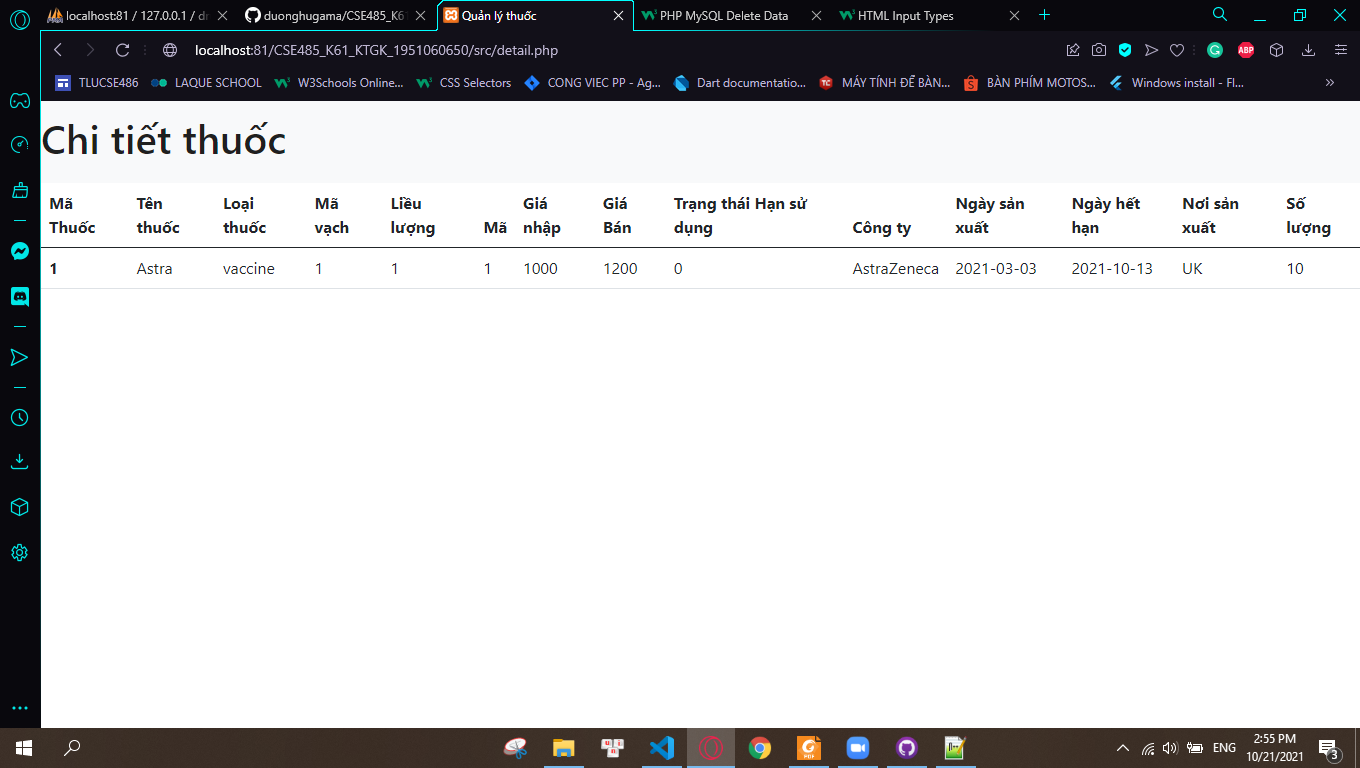 localhost:81 / 127.0.0.1 / dr
duonghugama/CSE485_K61
Quản lý thuốc
PHP MySQL Delete Data
HTML Input Types
localhost:81/CSE485_K61_KTGK_1951060650/src/detail.php
TLUCSE486
LAQUE SCHOOL
W3Schools Online...
CSS Selectors
CONG VIEC PP - Ag...
Dart documentatio...
MÁY TÍNH ĐỂ BÀN...
BÀN PHÍM MOTOS...
Windows install - Fl...
Chi tiết thuốc
Mã Thuốc
Tên thuốc
Loại thuốc
Mã vạch
Liều lượng
Mã
Giá nhập
Giá Bán
Trạng thái Hạn sử dụng
Công ty
Ngày sản xuất
Ngày hết hạn
Nơi sản xuất
Số lượng
1
Astra
vaccine
1
1
1
1000
1200
0
AstraZeneca
2021-03-03
2021-10-13
UK
10
ENG
2:55 PM
10/21/2021
3